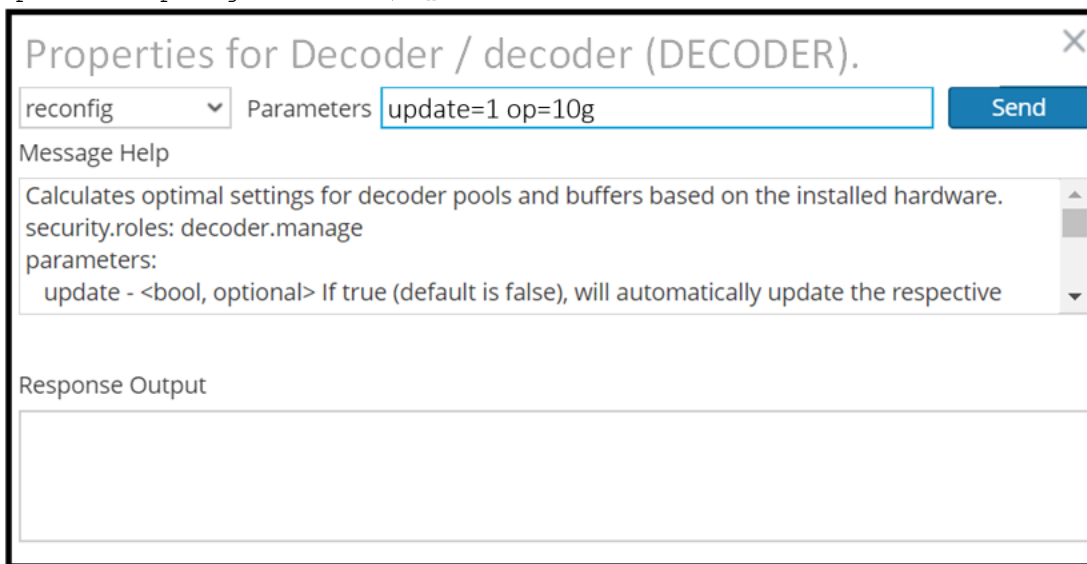 Properties for Decoder / decoder (DECODER).
reconfig Parameters update=1 op=10g Send
Message Help
Calculates optimal settings for decoder pools and buffers based on the installed hardware.
security.roles: decoder.manage
parameters:
update - <bool, optional> If true (default is false), will automatically update the respective
Response Output